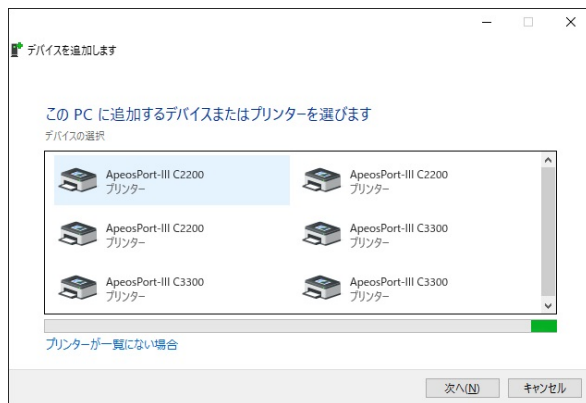 デバイスを追加します
この PC に追加するデバイスまたはプリンターを選びます
デバイスの選択
ApeosPort-III C2200
プリンター
ApeosPort-III C2200
プリンター
ApeosPort-III C2200
プリンター
ApeosPort-III C3300
プリンター
ApeosPort-III C3300
プリンター
ApeosPort-III C3300
プリンター
プリンターが一覧にない場合
次へ(N)
キャンセル